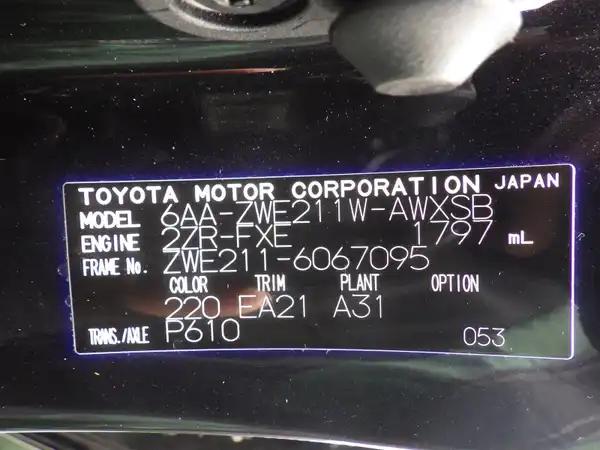 TOYOTA MOTOR CORPORATION JAPAN
MODEL 6AA-ZWE211W-AWXSB
ENGINE 2ZR-FXE 1797 mL
FRAME No. ZWE211-6067095
COLOR TRIM PLANT OPTION
220 EA21 A31
TRANS./AXLE P610 053